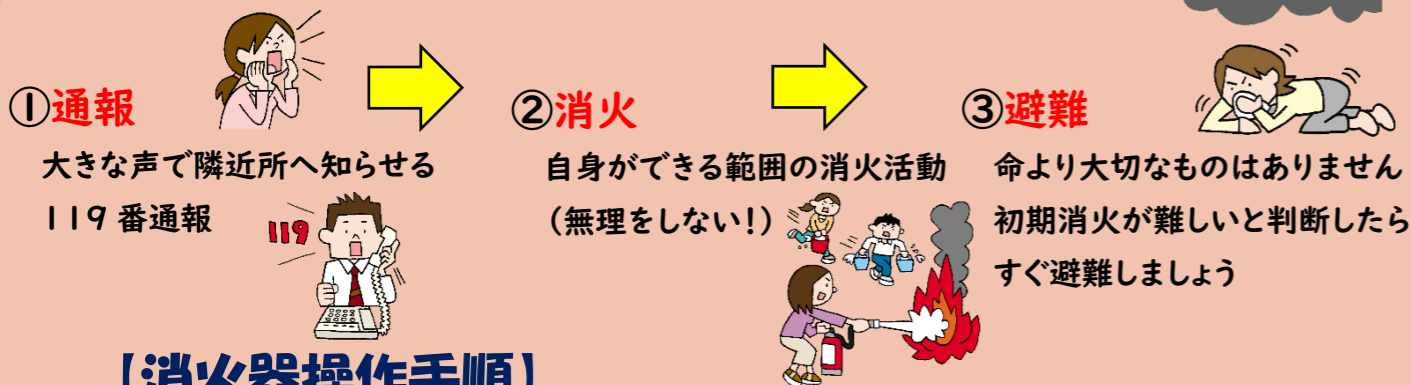 ①通報
大きな声で隣近所へ知らせる
119番通報
119
②消火
自身ができる範囲の消火活動
（無理をしない！）
③避難
命より大切なものはありません
初期消火が難しいと判断したら
すぐ避難しましょう
【消火器操作手順】